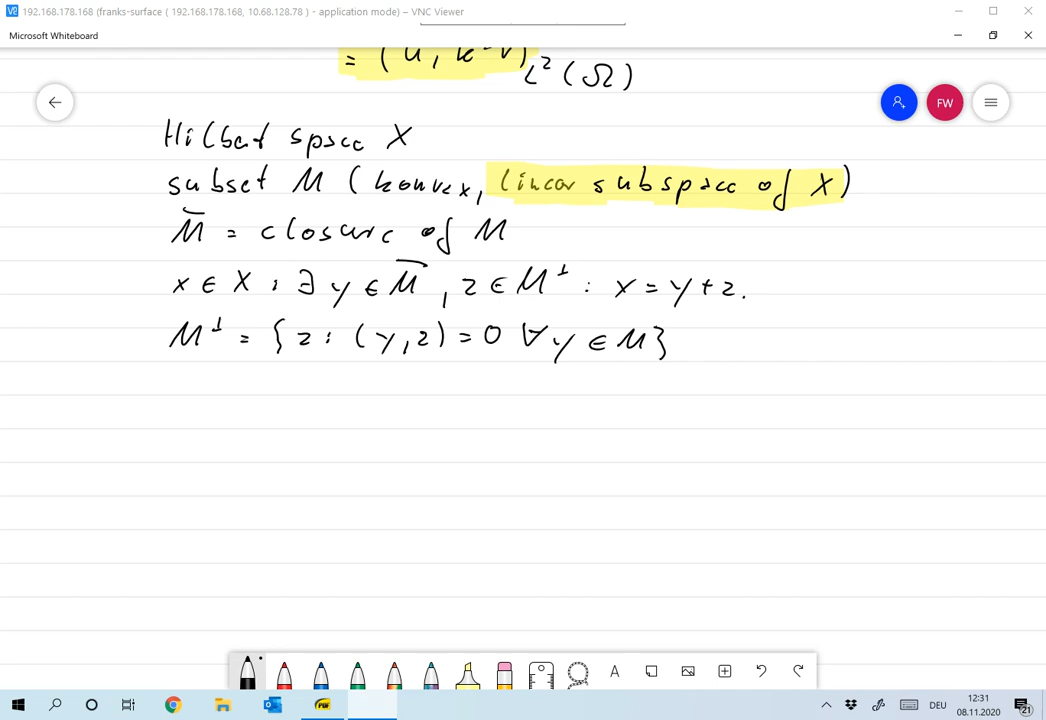 192.168.178.168 (franks-surface ( 192.168.178.168, 10.68.128.78 ) - application mode) – VNC Viewer
Microsoft Whiteboard
L²(Ω)
FW
Hilbert space X
subset M (konvex, linear subspace of X)
M̅ = closure of M
x ∈ X : ∃ y ∈ M̅, z ∈ M⊥ : x = y + z.
M⊥ = { z : (y, z) = 0 ∀ y ∈ M }
A
DEU
12:31
08.11.2020
21